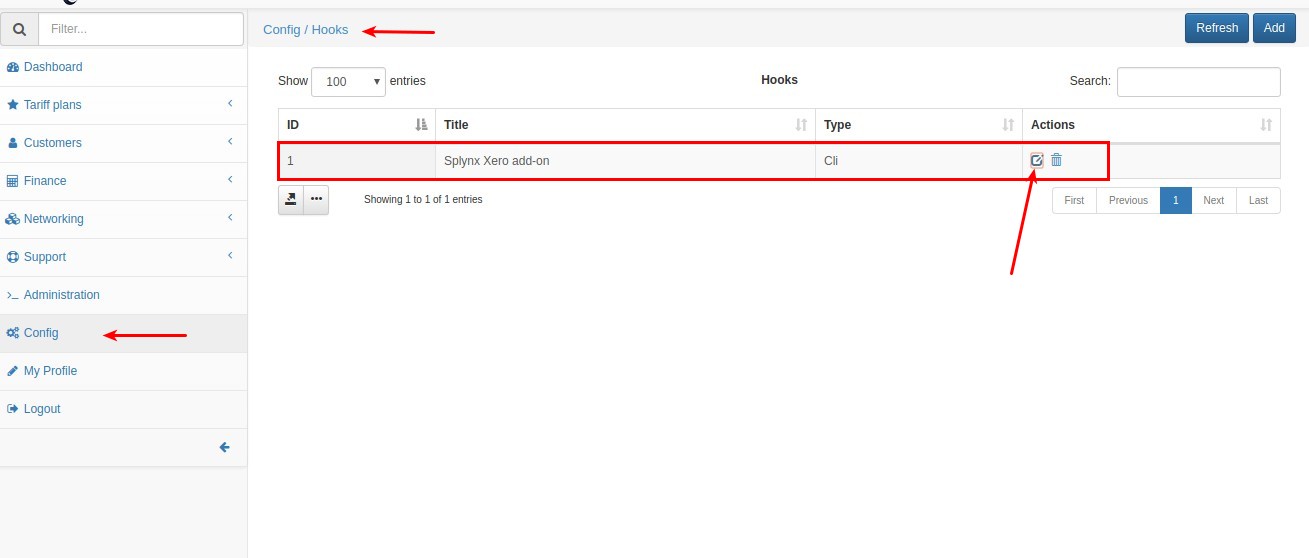 Filter...
Config / Hooks
Refresh Add
Dashboard
Tariff plans
Customers
Finance
Networking
Support
Administration
Config
My Profile
Logout
Show 100 entries
Hooks
Search:
ID Title Type Actions
1 Splynx Xero add-on Cli
Showing 1 to 1 of 1 entries
First Previous 1 Next Last